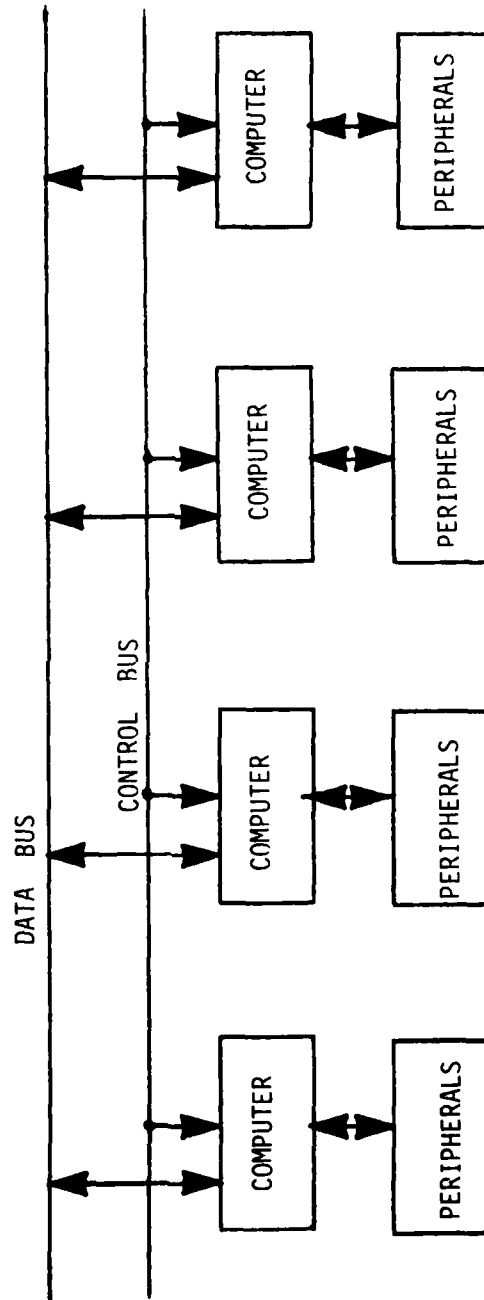 DATA BUS
CONTROL BUS
COMPUTER
COMPUTER
COMPUTER
COMPUTER
PERIPHERALS
PERIPHERALS
PERIPHERALS
PERIPHERALS